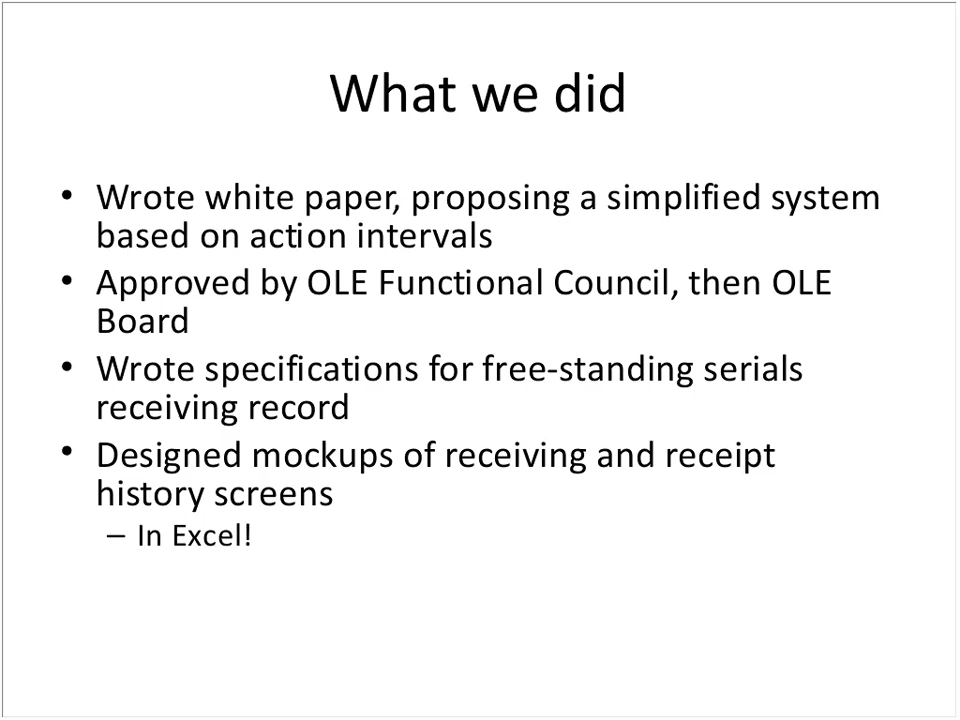 What we did
• Wrote white paper, proposing a simplified system
based on action intervals
• Approved by OLE Functional Council, then OLE
Board
• Wrote specifications for free-standing serials
receiving record
• Designed mockups of receiving and receipt
history screens
– In Excel!